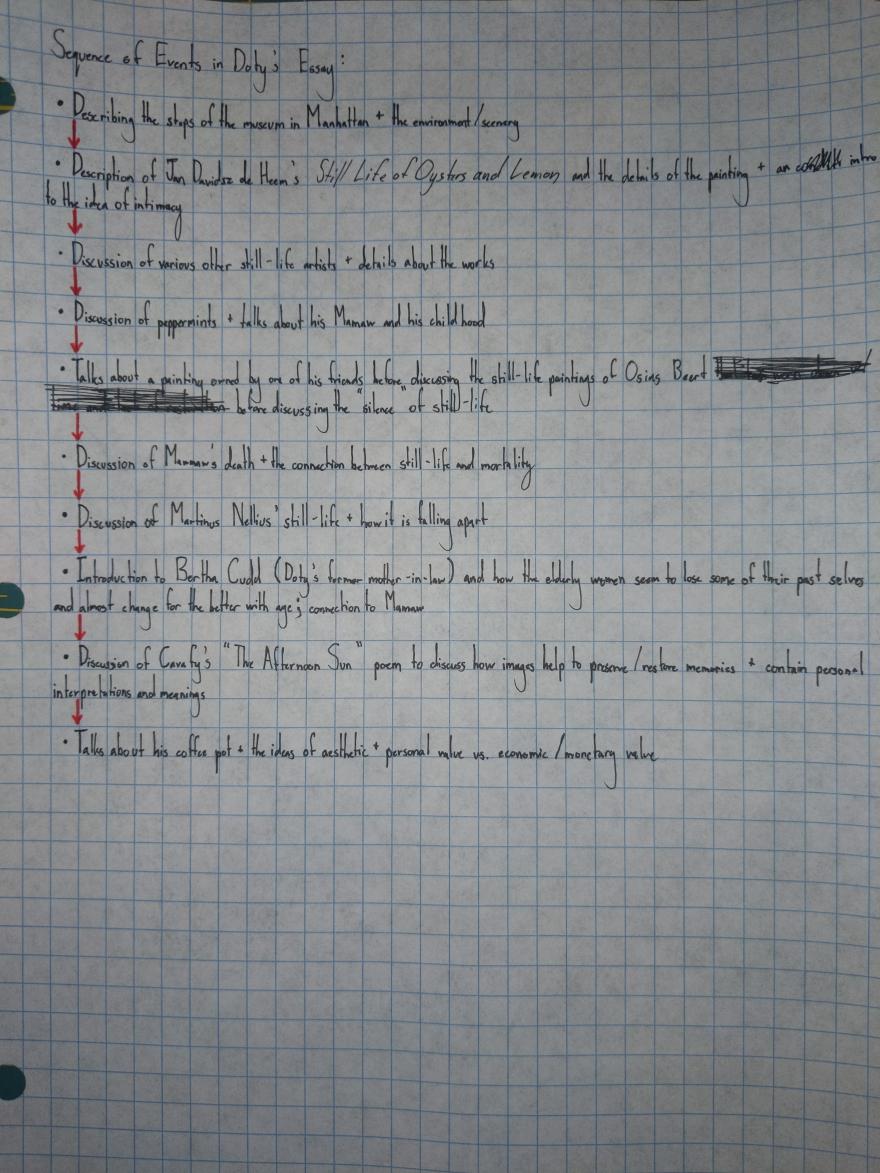 Sequence of Events in Doty's Essay:
• Describing the steps of the museum in Manhattan + the environment/scenery
• Description of Jan Davidsz de Heem's Still Life of Oysters and Lemon and the details of the painting + an intro
to the idea of intimacy
• Discussion of various other still-life artists + details about the works
• Discussion of peppermints + talks about his Mamaw and his childhood
• Talks about a painting owned by one of his friends before discussing the still-life paintings of Osias Beert
before discussing the "silence" of still-life
• Discussion of Mamaw's death + the connection between still-life and mortality
• Discussion of Martinus Nellius' still-life + how it is falling apart
• Introduction to Bertha Cudd (Doty's former mother-in-law) and how the elderly women seem to lose some of their past selves
and almost change for the better with age; connection to Mamaw
• Discussion of Cavafy's "The Afternoon Sun" poem to discuss how images help to preserve/restore memories + contain personal
interpretations and meanings
• Talks about his coffee pot + the ideas of aesthetic + personal value vs. economic/monetary value